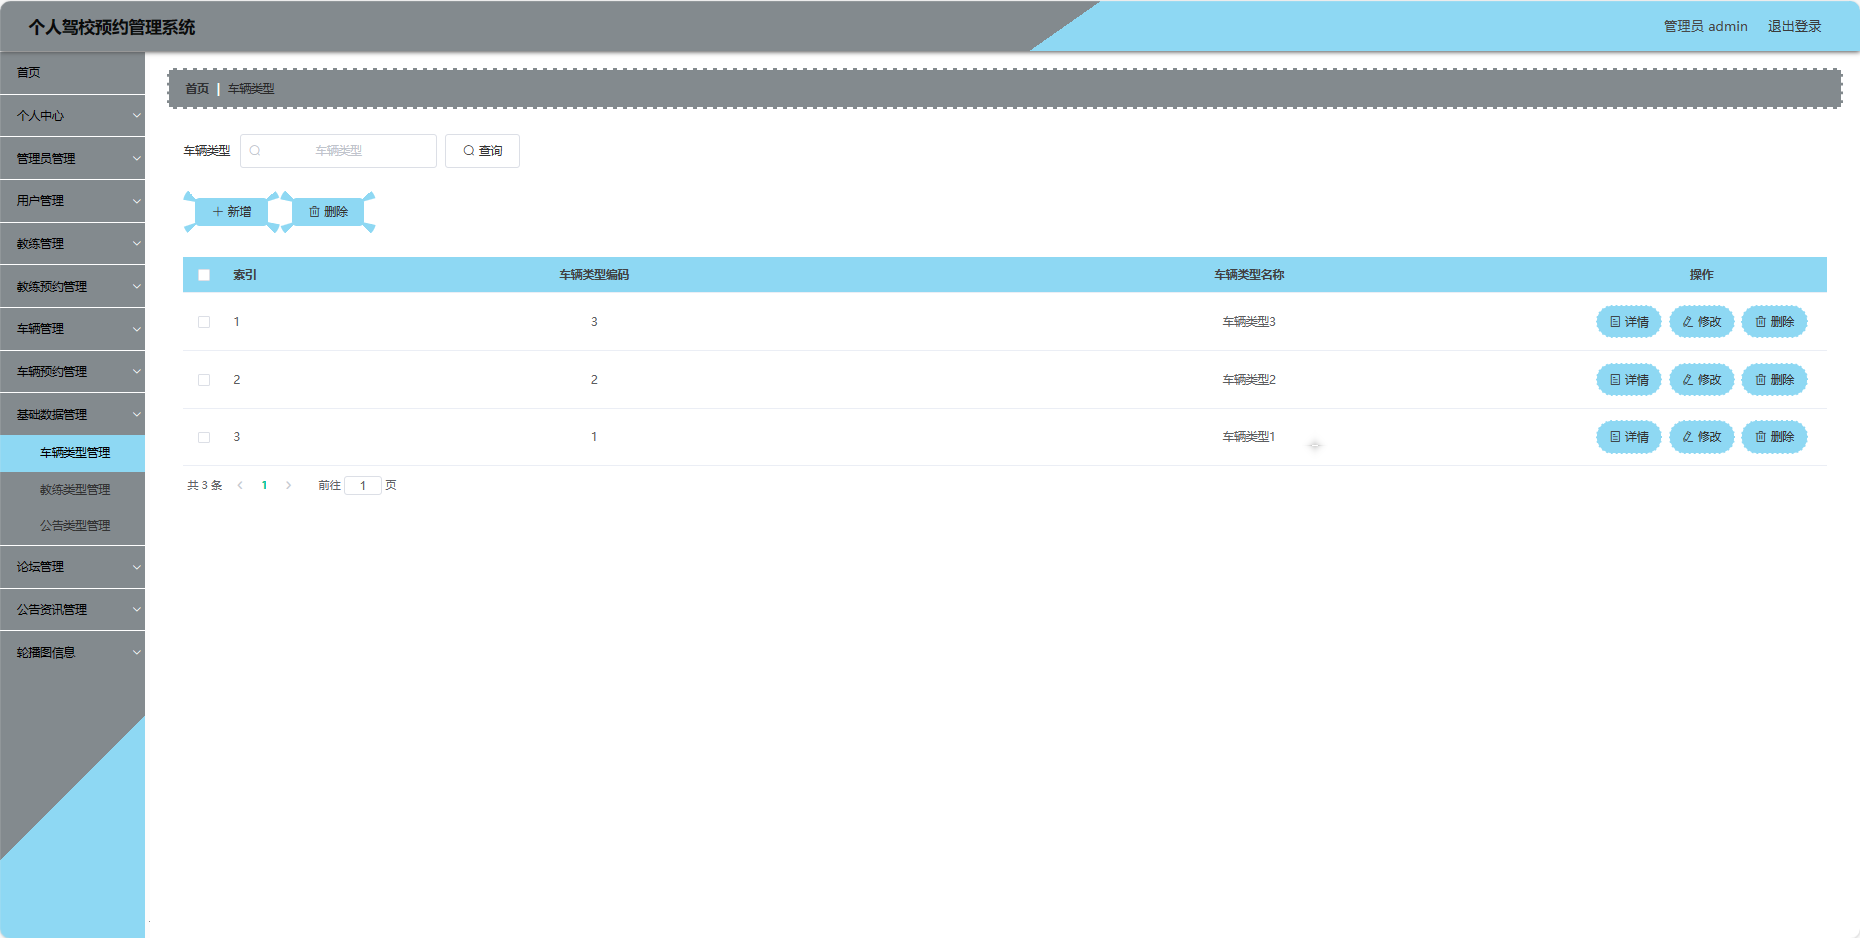 个人驾校预约管理系统
管理员 admin 退出登录
首页
个人中心
管理员管理
用户管理
教练管理
教练预约管理
车辆管理
车辆预约管理
基础数据管理
车辆类型管理
教练类型管理
公告类型管理
论坛管理
公告资讯管理
轮播图信息
首页 | 车辆类型
车辆类型 车辆类型 查询
新增 删除
索引 车辆类型编码 车辆类型名称 操作
1 3 车辆类型3 详情 修改 删除
2 2 车辆类型2 详情 修改 删除
3 1 车辆类型1 详情 修改 删除
共 3 条 1 前往 1 页